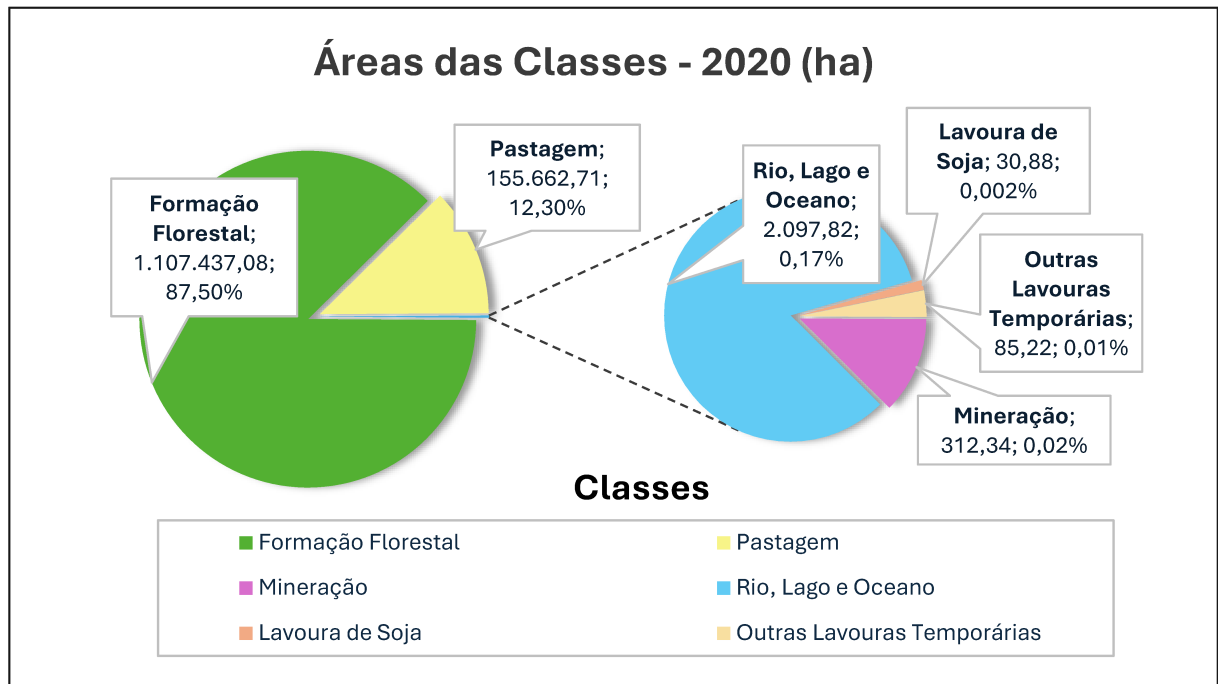 Áreas das Classes - 2020 (ha)
Formação
Florestal;
1.107.437,08;
87,50%
Pastagem;
155.662,71;
12,30%
Rio, Lago e
Oceano;
2.097,82;
0,17%
Lavoura de
Soja; 30,88;
0,002%
Outras
Lavouras
Temporárias;
85,22; 0,01%
Mineração;
312,34; 0,02%
Classes
Formação Florestal
Pastagem
Mineração
Rio, Lago e Oceano
Lavoura de Soja
Outras Lavouras Temporárias